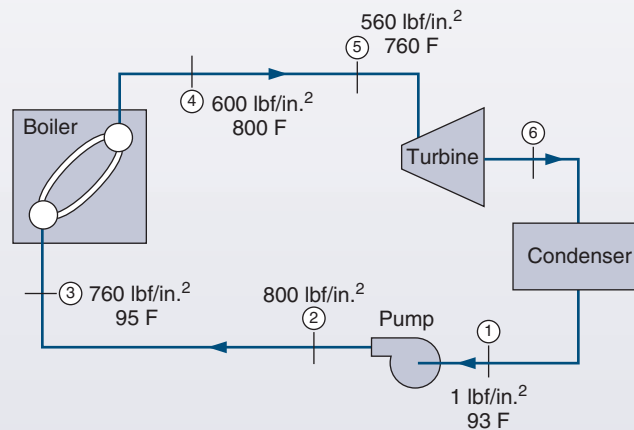 560 lbf/in.²
760 F
5
4
600 lbf/in.²
800 F
Boiler
Turbine
6
Condenser
3
760 lbf/in.²
95 F
800 lbf/in.²
2
Pump
1
1 lbf/in.²
93 F